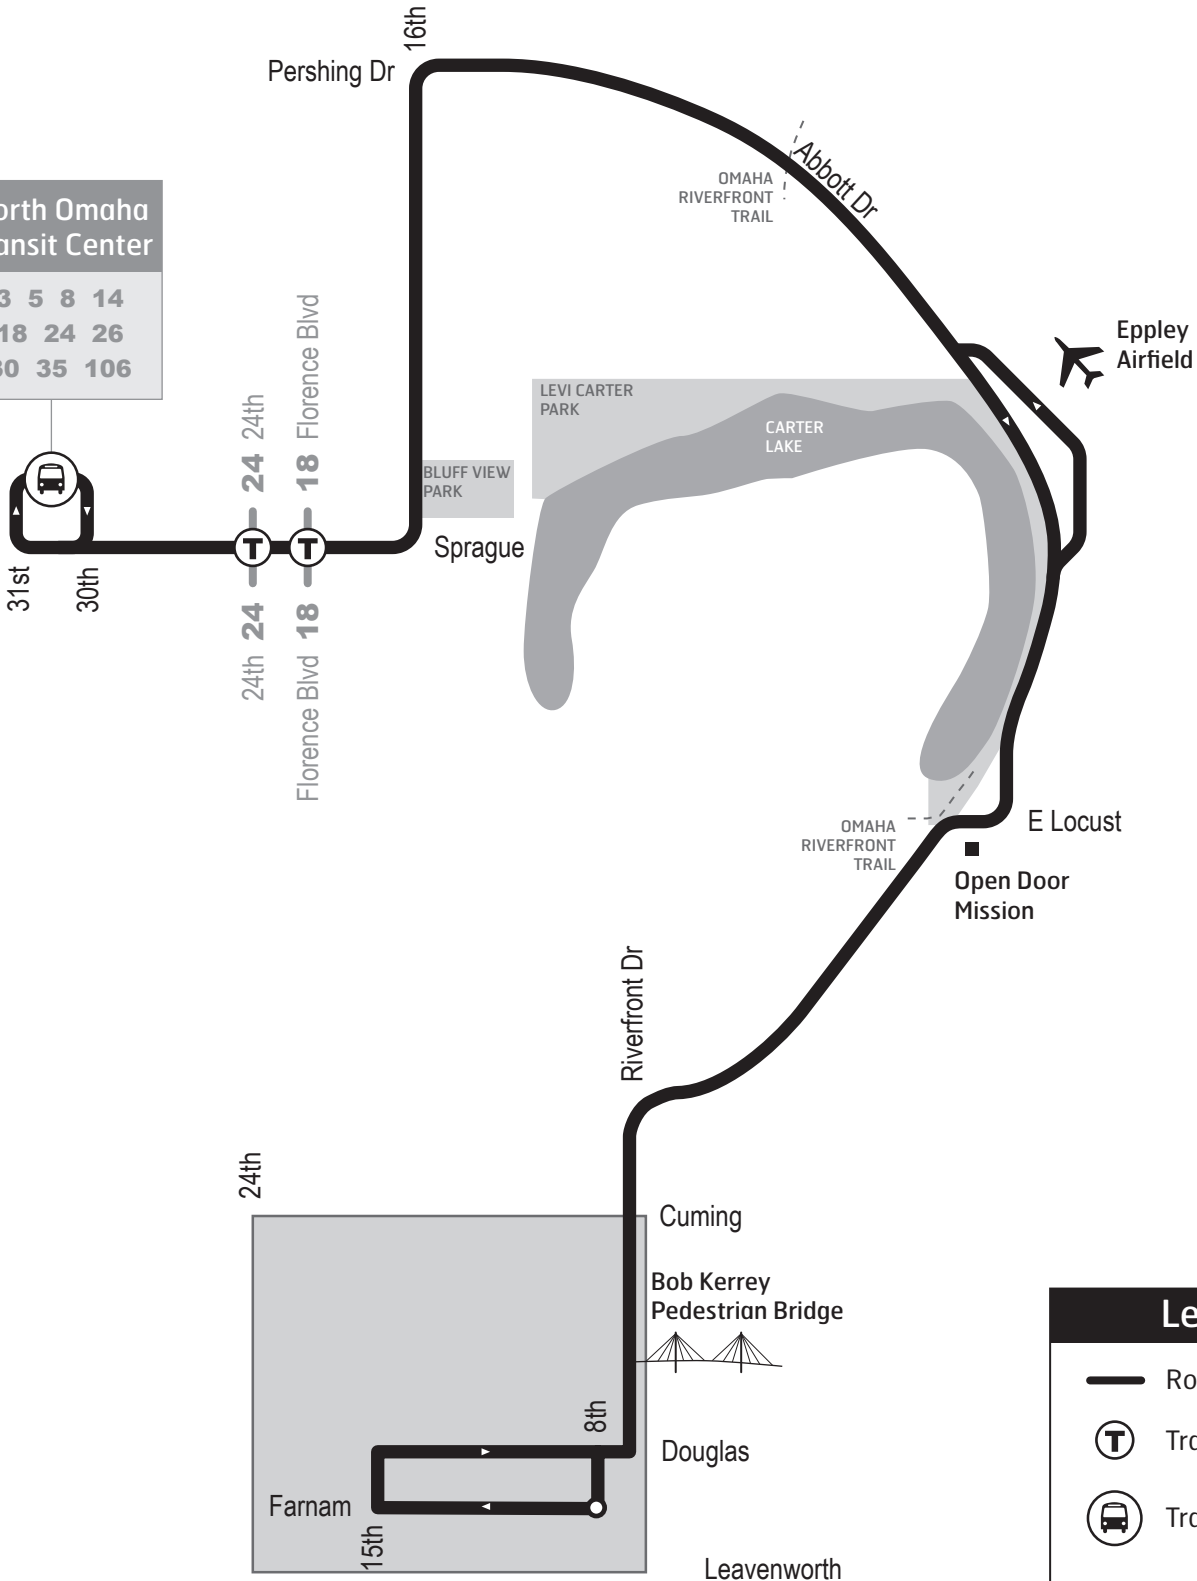 16th
Pershing Dr
Abbott Dr
OMAHA
RIVERFRONT
TRAIL
orth Omaha
ansit Center
3 5 8 14
18 24 26
30 35 106
Eppley
Airfield
24 24th
18 Florence Blvd
LEVI CARTER
PARK
CARTER
LAKE
BLUFF VIEW
PARK
T
T
Sprague
31st
30th
24th 24
Florence Blvd 18
OMAHA
RIVERFRONT
TRAIL
E Locust
Open Door
Mission
Riverfront Dr
24th
Cuming
Bob Kerrey
Pedestrian Bridge
8th
Douglas
Farnam
15th
Leavenworth
Le
Ro
T Tra
Tra